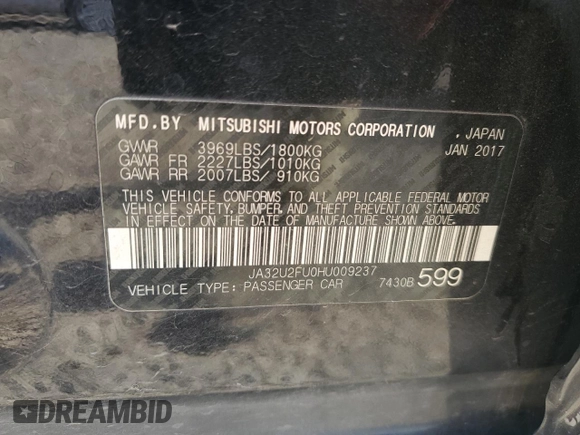 MFD.BY MITSUBISHI MOTORS CORPORATION , JAPAN
GVWR 3969LBS/1800KG JAN 2017
GAWR FR 2227LBS/1010KG
GAWR RR 2007LBS/ 910KG
THIS VEHICLE CONFORMS TO ALL APPLICABLE FEDERAL MOTOR
VEHICLE SAFETY, BUMPER, AND THEFT PREVENTION STANDARDS
IN EFFECT ON THE DATE OF MANUFACTURE SHOWN ABOVE.
JA32U2FU0HU009237
VEHICLE TYPE: PASSENGER CAR 7430B 599
DREAMBID